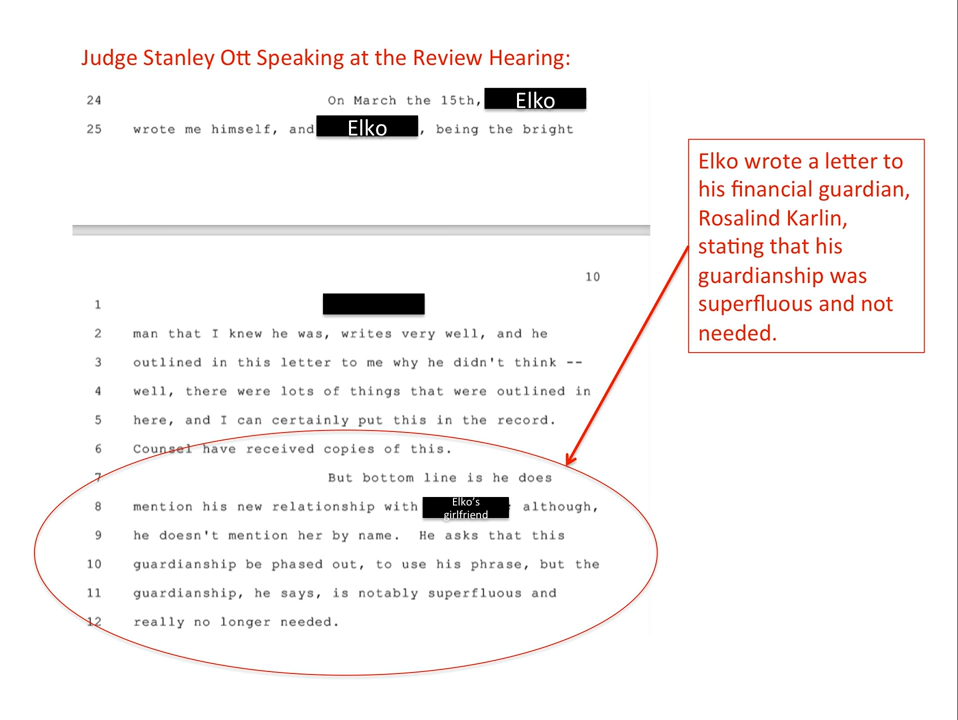 Judge Stanley Ott Speaking at the Review Hearing:
24 On March the 15th, Elko
25 wrote me himself, and Elko, being the bright
10
1
2 man that I knew he was, writes very well, and he
3 outlined in this letter to me why he didn't think --
4 well, there were lots of things that were outlined in
5 here, and I can certainly put this in the record.
6 Counsel have received copies of this.
7 But bottom line is he does
8 mention his new relationship with Elko's girlfriend although,
9 he doesn't mention her by name. He asks that this
10 guardianship be phased out, to use his phrase, but the
11 guardianship, he says, is notably superfluous and
12 really no longer needed.
Elko wrote a letter to
his financial guardian,
Rosalind Karlin,
stating that his
guardianship was
superfluous and not
needed.